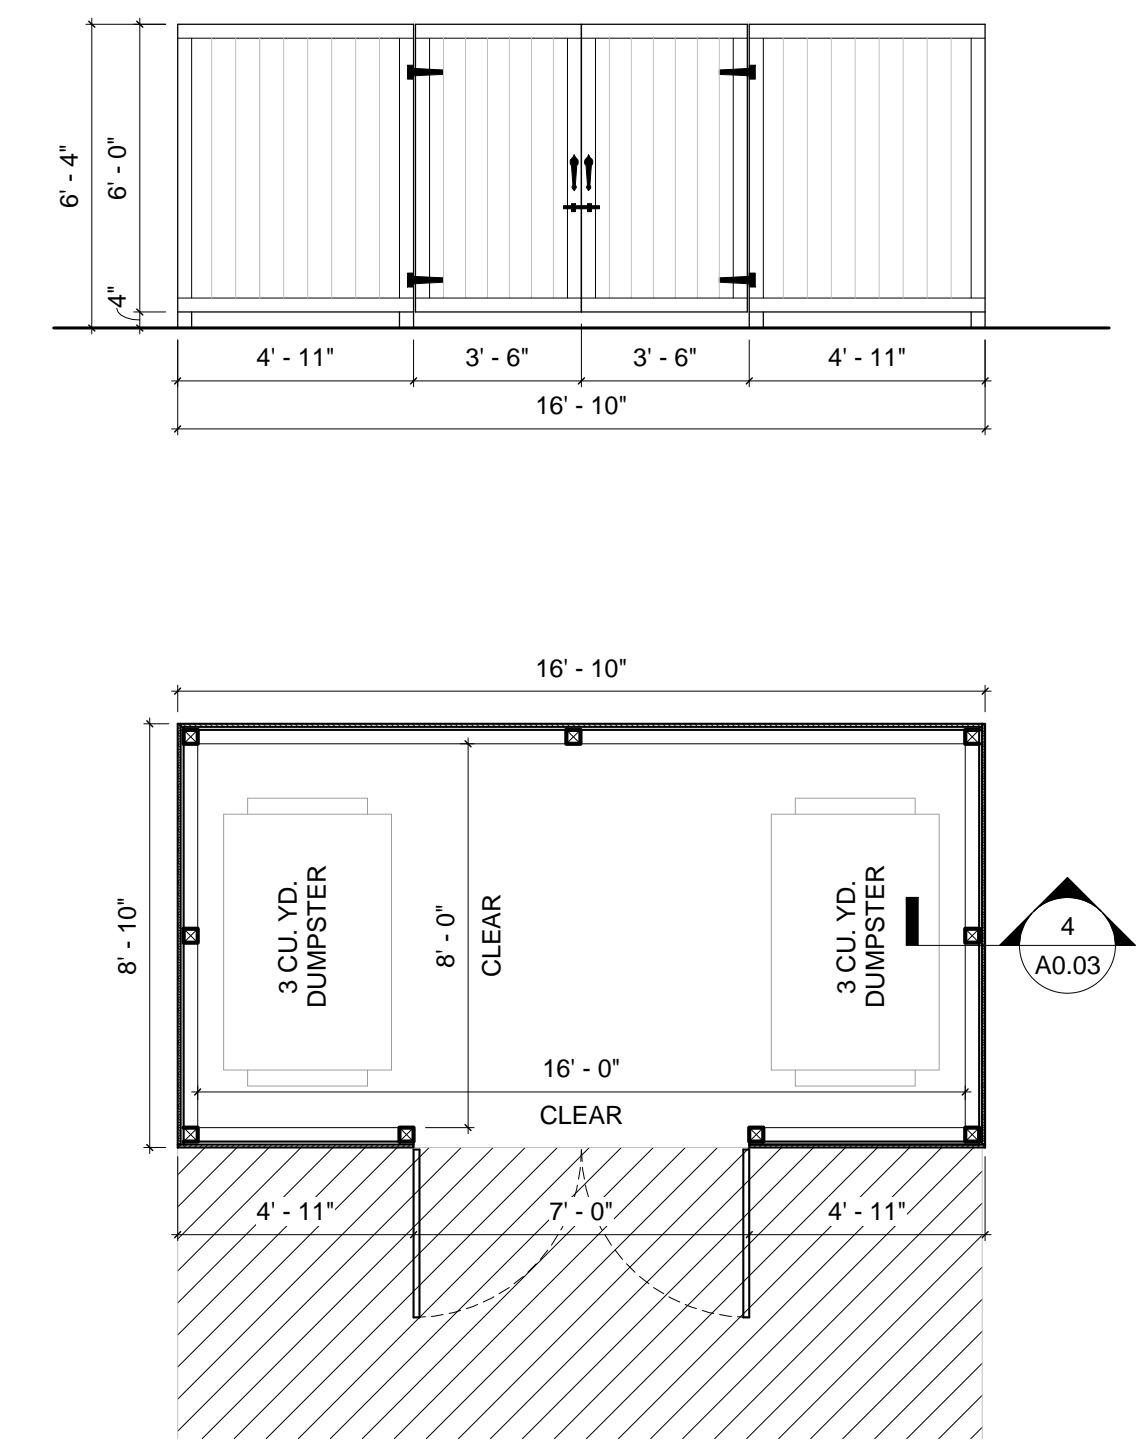 6' - 4"
6' - 0"
4"
4' - 11"
3' - 6"
3' - 6"
4' - 11"
16' - 10"
16' - 10"
8' - 10"
3 CU. YD.
DUMPSTER
8' - 0"
CLEAR
3 CU. YD.
DUMPSTER
4
A0.03
16' - 0"
CLEAR
4' - 11"
7' - 0"
4' - 11"